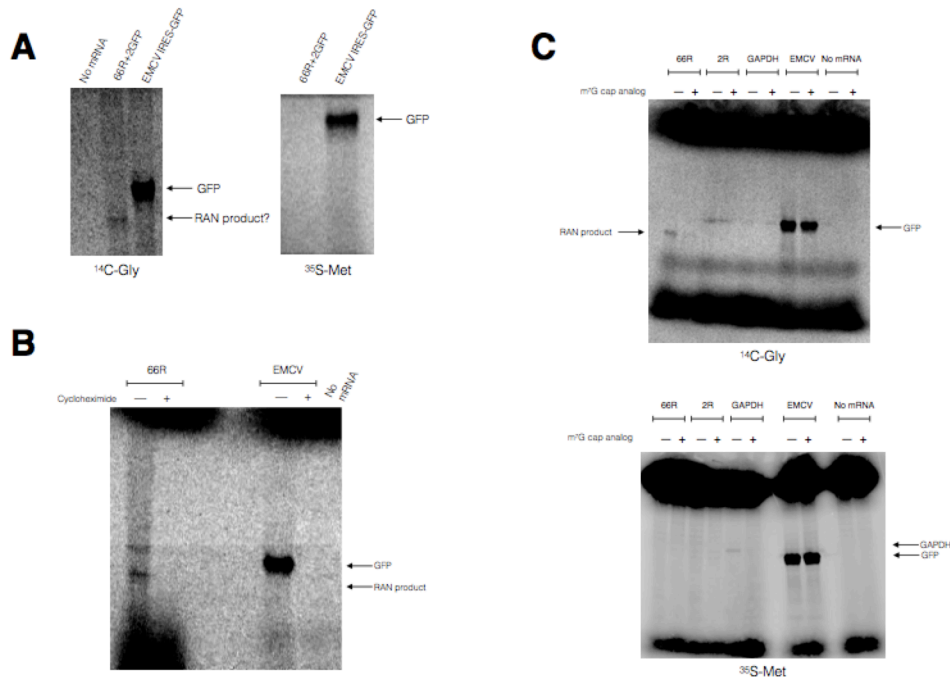 A
No mRNA
66R+2GFP
EMCV IRES-GFP
GFP
RAN product?
¹⁴C-Gly
66R+2GFP
EMCV IRES-GFP
GFP
³⁵S-Met
B
66R
EMCV
No mRNA
Cycloheximide
— + — +
GFP
RAN product
C
66R 2R GAPDH EMCV No mRNA
m⁷G cap analog — + — + — + — + — +
RAN product
GFP
¹⁴C-Gly
66R 2R GAPDH EMCV No mRNA
m⁷G cap analog — + — + — + — + — +
GAPDH
GFP
³⁵S-Met